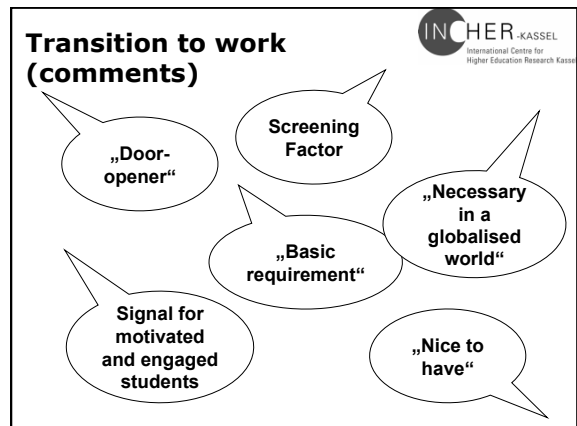 Transition to work
(comments)
INCHER-KASSEL
International Centre for
Higher Education Research Kassel
„Door-
opener“
Screening
Factor
„Necessary
in a
globalised
world“
„Basic
requirement“
Signal for
motivated
and engaged
students
„Nice to
have“